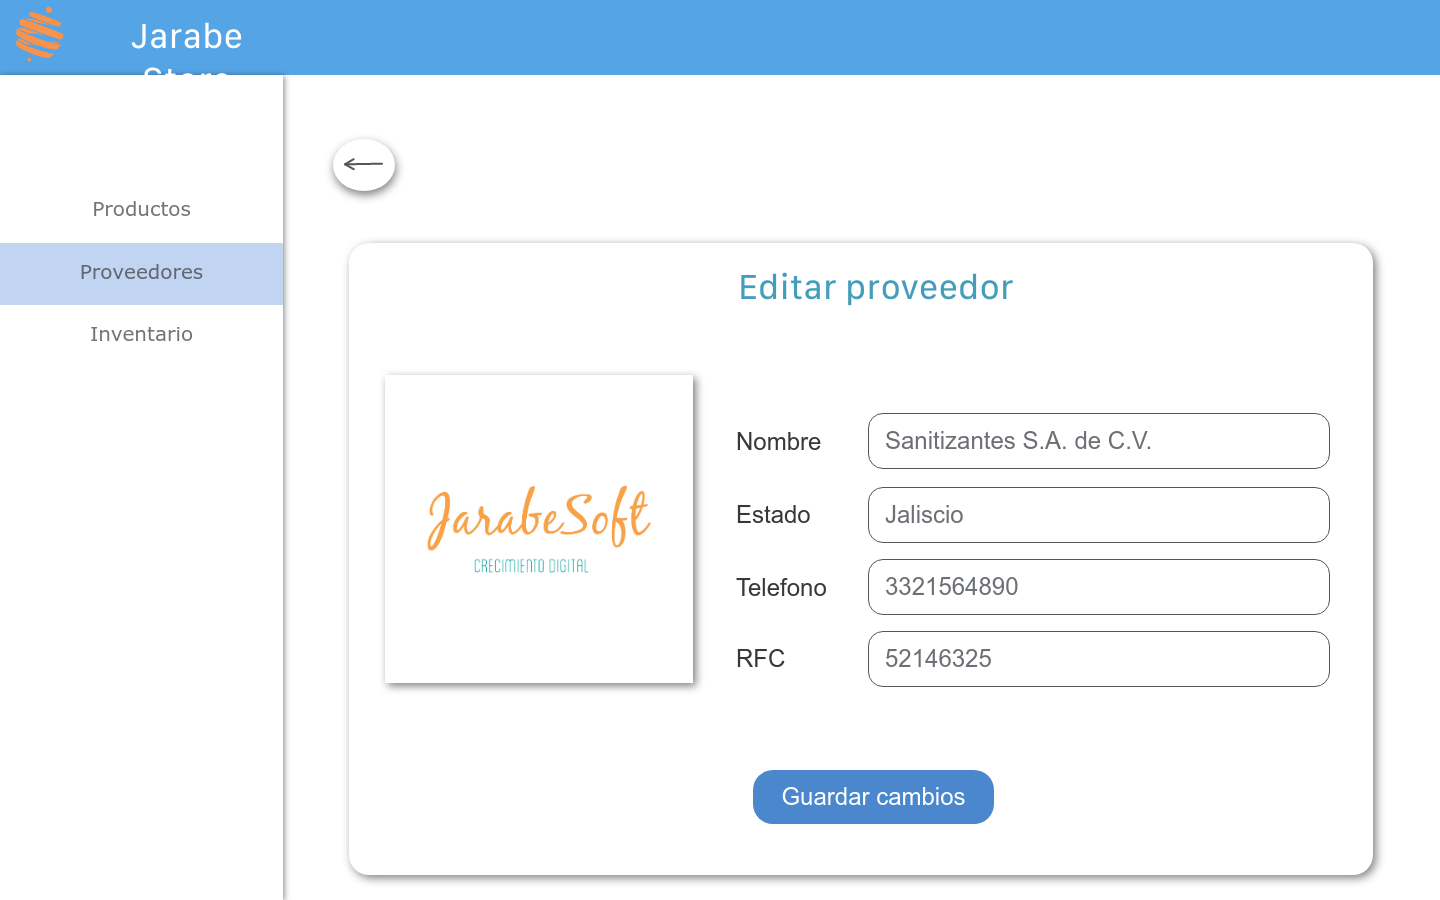 Jarabe
Store
Productos
Proveedores
Inventario
Editar proveedor
JarabeSoft
CRECIMIENTO DIGITAL
Nombre
Sanitizantes S.A. de C.V.
Estado
Jaliscio
Telefono
3321564890
RFC
52146325
Guardar cambios